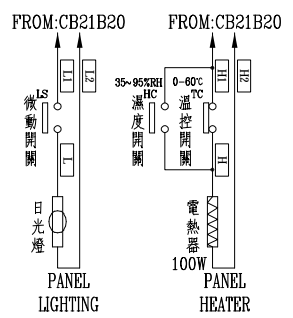 FROM:CB21B20
L1
L2
LS
微動開關
L
日光燈
PANEL
LIGHTING
FROM:CB21B20
H1
H2
35~95%RH
HC
濕度開關
0-60℃
TC
溫控開關
H
電熱器
100W
PANEL
HEATER